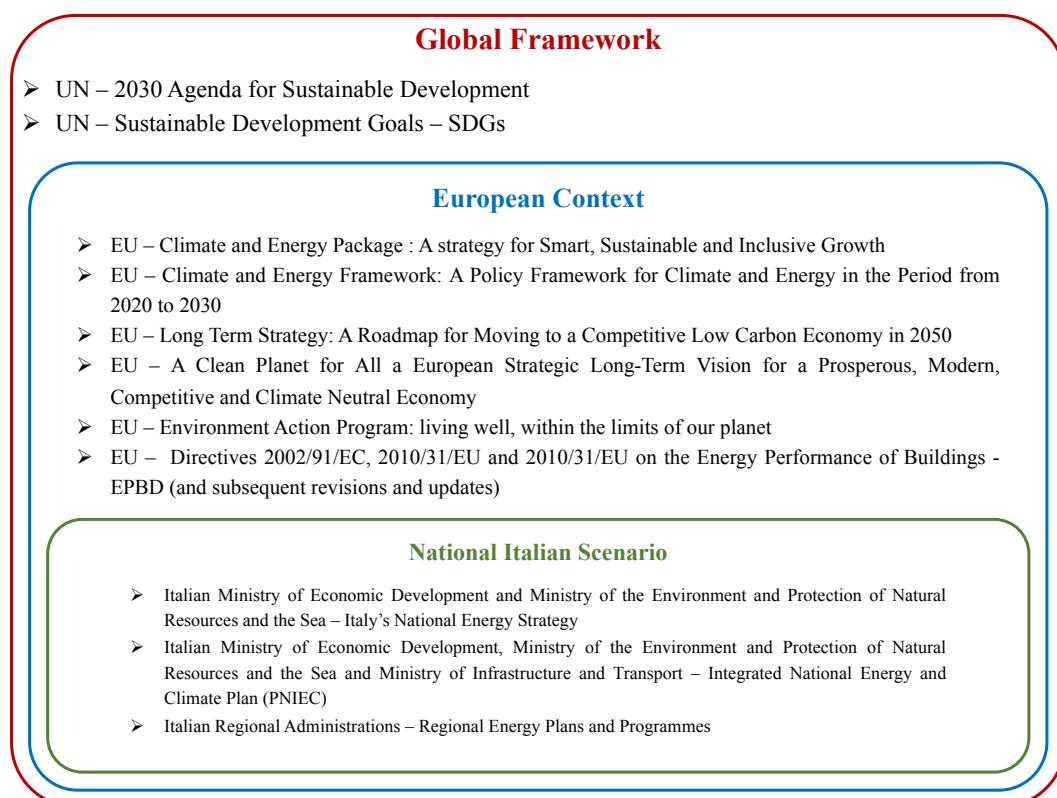 Global Framework
➢ UN – 2030 Agenda for Sustainable Development
➢ UN – Sustainable Development Goals – SDGs
European Context
➢ EU – Climate and Energy Package : A strategy for Smart, Sustainable and Inclusive Growth
➢ EU – Climate and Energy Framework: A Policy Framework for Climate and Energy in the Period from
2020 to 2030
➢ EU – Long Term Strategy: A Roadmap for Moving to a Competitive Low Carbon Economy in 2050
➢ EU – A Clean Planet for All a European Strategic Long-Term Vision for a Prosperous, Modern,
Competitive and Climate Neutral Economy
➢ EU – Environment Action Program: living well, within the limits of our planet
➢ EU – Directives 2002/91/EC, 2010/31/EU and 2010/31/EU on the Energy Performance of Buildings -
EPBD (and subsequent revisions and updates)
National Italian Scenario
➢ Italian Ministry of Economic Development and Ministry of the Environment and Protection of Natural
Resources and the Sea – Italy's National Energy Strategy
➢ Italian Ministry of Economic Development, Ministry of the Environment and Protection of Natural
Resources and the Sea and Ministry of Infrastructure and Transport – Integrated National Energy and
Climate Plan (PNIEC)
➢ Italian Regional Administrations – Regional Energy Plans and Programmes